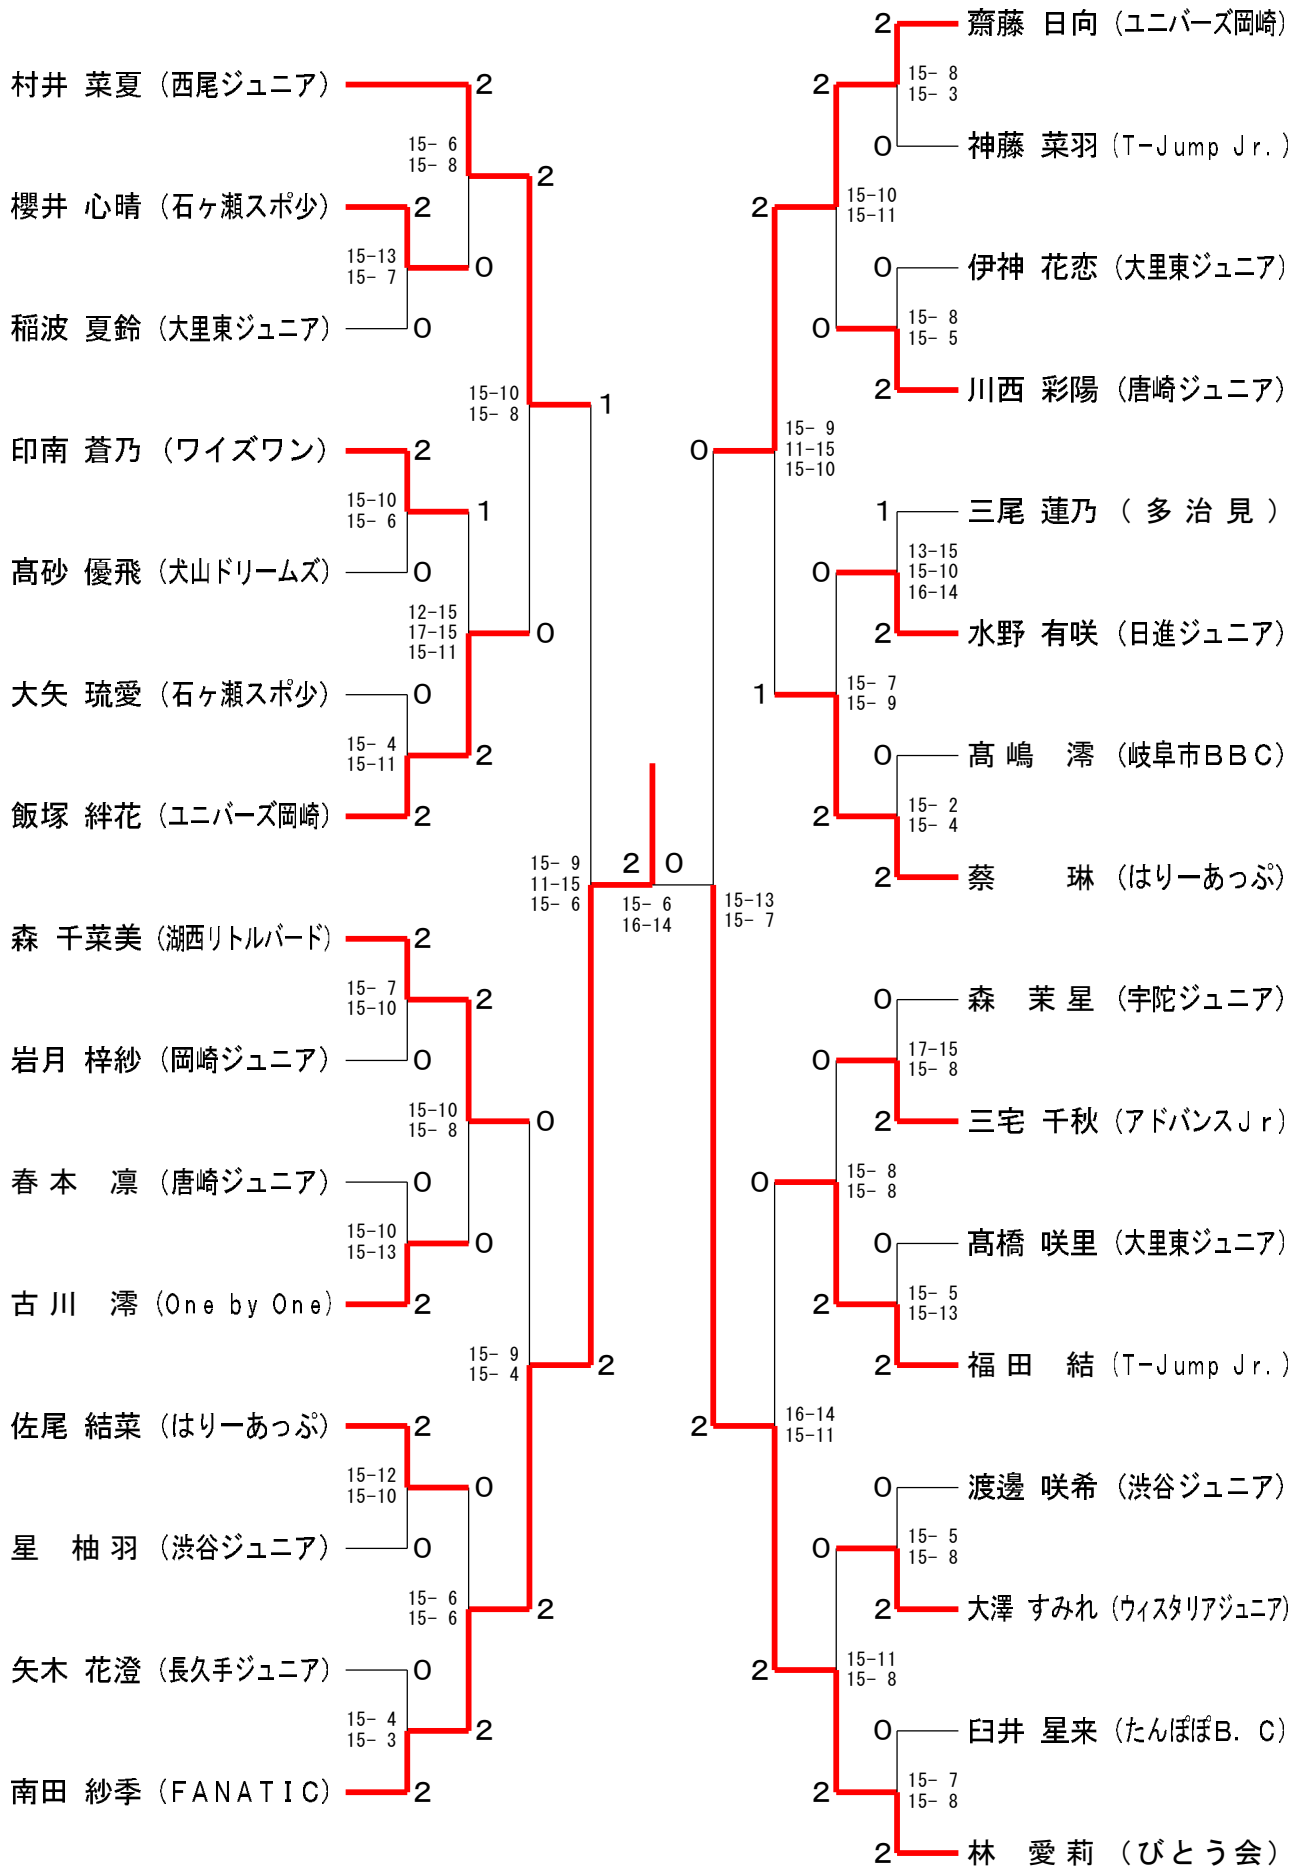 村井 菜夏 (西尾ジュニア) 2
15- 6
15- 8
2
櫻井 心晴 (石ヶ瀬スポ少) 2
15-13
15- 7
0
稲波 夏鈴 (大里東ジュニア) 0
15-10
15- 8
1
印南 蒼乃 (ワイズワン) 2
15-10
15- 6
1
髙砂 優飛 (犬山ドリームズ) 0
12-15
17-15
15-11
0
大矢 琉愛 (石ヶ瀬スポ少) 0
15- 4
15-11
2
飯塚 絆花 (ユニバーズ岡崎) 2
15- 9
11-15
15- 6
森 千菜美 (湖西リトルバード) 2
15- 7
15-10
2
岩月 梓紗 (岡崎ジュニア) 0
15-10
15- 8
0
春本 凛 (唐崎ジュニア) 0
15-10
15-13
0
古川 澪 (One by One) 2
15- 9
15- 4
2
佐尾 結菜 (はりーあっぷ) 2
15-12
15-10
0
星 柚羽 (渋谷ジュニア) 0
15- 6
15- 6
2
矢木 花澄 (長久手ジュニア) 0
15- 4
15- 3
2
南田 紗季 (FANATIC) 2
2 0
15- 6
16-14
2 齋藤 日向 (ユニバーズ岡崎)
2
15- 8
15- 3
0 神藤 菜羽 (T-Jump Jr.)
2
15-10
15-11
0 伊神 花恋 (大里東ジュニア)
0
15- 8
15- 5
2 川西 彩陽 (唐崎ジュニア)
0
15- 9
11-15
15-10
1 三尾 蓮乃 (多治見)
0
13-15
15-10
16-14
2 水野 有咲 (日進ジュニア)
1
15- 7
15- 9
0 髙嶋 澪 (岐阜市BBC)
2
15- 2
15- 4
2 蔡 琳 (はりーあっぷ)
15-13
15- 7
0 森 茉星 (宇陀ジュニア)
0
17-15
15- 8
2 三宅 千秋 (アドバンスJr)
0
15- 8
15- 8
0 髙橋 咲里 (大里東ジュニア)
2
15- 5
15-13
2 福田 結 (T-Jump Jr.)
2
16-14
15-11
0 渡邊 咲希 (渋谷ジュニア)
0
15- 5
15- 8
2 大澤 すみれ (ウィスタリアジュニア)
2
15-11
15- 8
0 臼井 星来 (たんぽぽB. C)
2
15- 7
15- 8
2 林 愛莉 (びとう会)